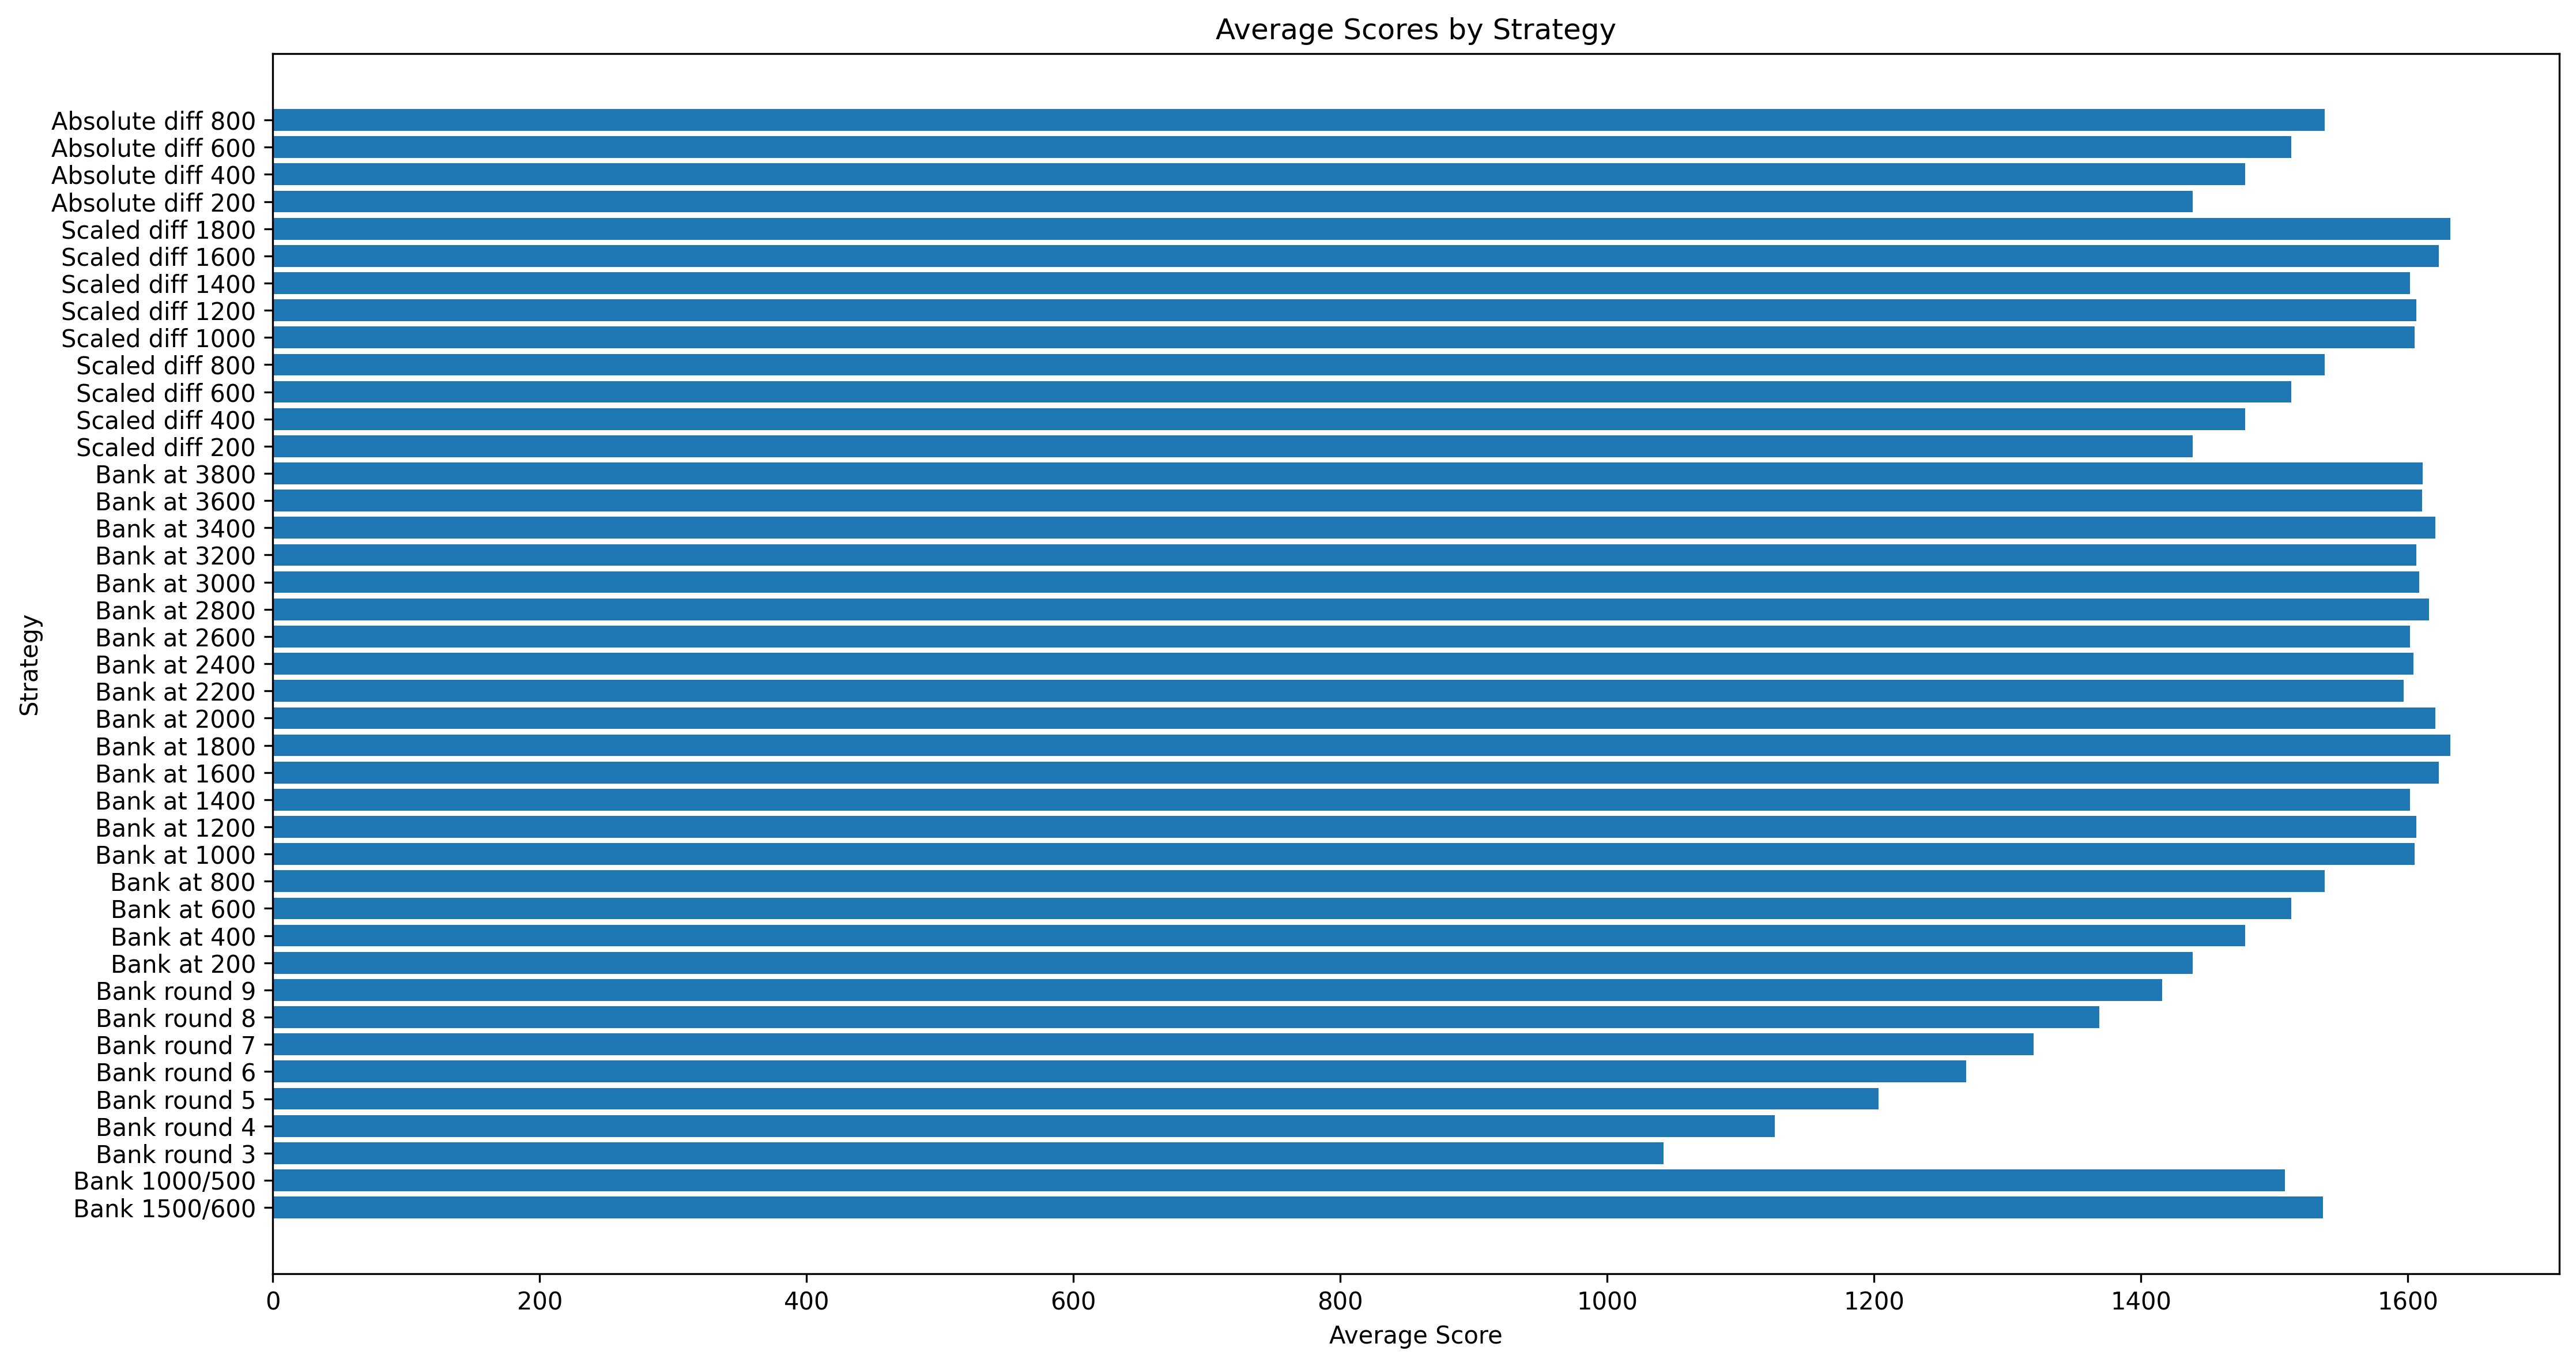 Average Scores by Strategy
Absolute diff 800
Absolute diff 600
Absolute diff 400
Absolute diff 200
Scaled diff 1800
Scaled diff 1600
Scaled diff 1400
Scaled diff 1200
Scaled diff 1000
Scaled diff 800
Scaled diff 600
Scaled diff 400
Scaled diff 200
Bank at 3800
Bank at 3600
Bank at 3400
Bank at 3200
Bank at 3000
Bank at 2800
Bank at 2600
Bank at 2400
Bank at 2200
Bank at 2000
Bank at 1800
Bank at 1600
Bank at 1400
Bank at 1200
Bank at 1000
Bank at 800
Bank at 600
Bank at 400
Bank at 200
Bank round 9
Bank round 8
Bank round 7
Bank round 6
Bank round 5
Bank round 4
Bank round 3
Bank 1000/500
Bank 1500/600
Strategy
0 200 400 600 800 1000 1200 1400 1600
Average Score